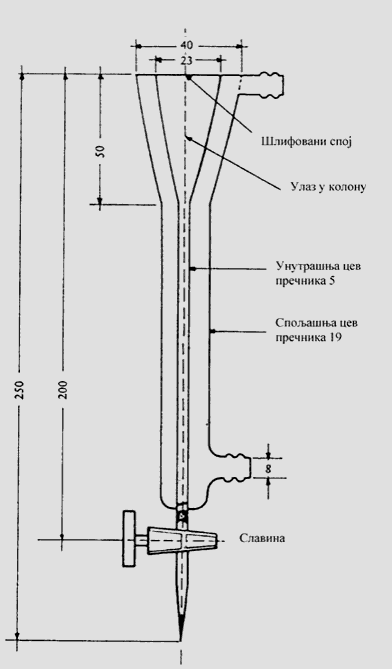 40
23
50
Шлифовани спој
Улаз у колону
Унутрашња цев
пречника 5
Спољашња цев
пречника 19
250
200
8
Славина